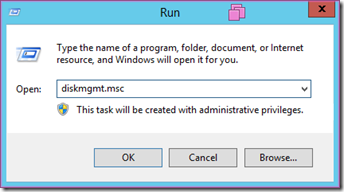 Run
Type the name of a program, folder, document, or Internet
resource, and Windows will open it for you.
Open: diskmgmt.msc
This task will be created with administrative privileges.
OK Cancel Browse...